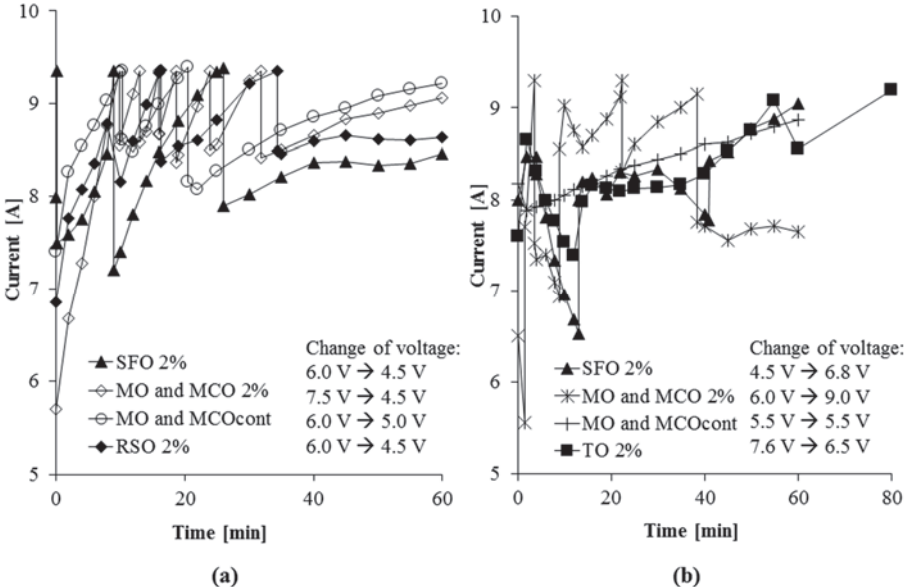 10
9
8
7
6
5
Current [A]
0
20
40
60
Time [min]
SFO 2%
MO and MCO 2%
MO and MCOcont
RSO 2%
Change of voltage:
6.0 V → 4.5 V
7.5 V → 4.5 V
6.0 V → 5.0 V
6.0 V → 4.5 V
(a)
10
9
8
7
6
5
Current [A]
0
20
40
60
80
Time [min]
SFO 2%
MO and MCO 2%
MO and MCOcont
TO 2%
Change of voltage:
4.5 V → 6.8 V
6.0 V → 9.0 V
5.5 V → 5.5 V
7.6 V → 6.5 V
(b)